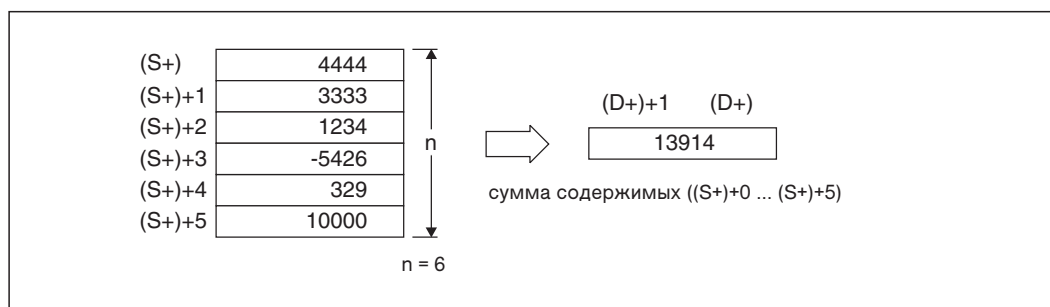 (S+) 4444
(S+)+1 3333
(S+)+2 1234
(S+)+3 -5426
(S+)+4 329
(S+)+5 10000
n
n = 6
(D+)+1 (D+)
13914
сумма содержимых ((S+)+0 ... (S+)+5)